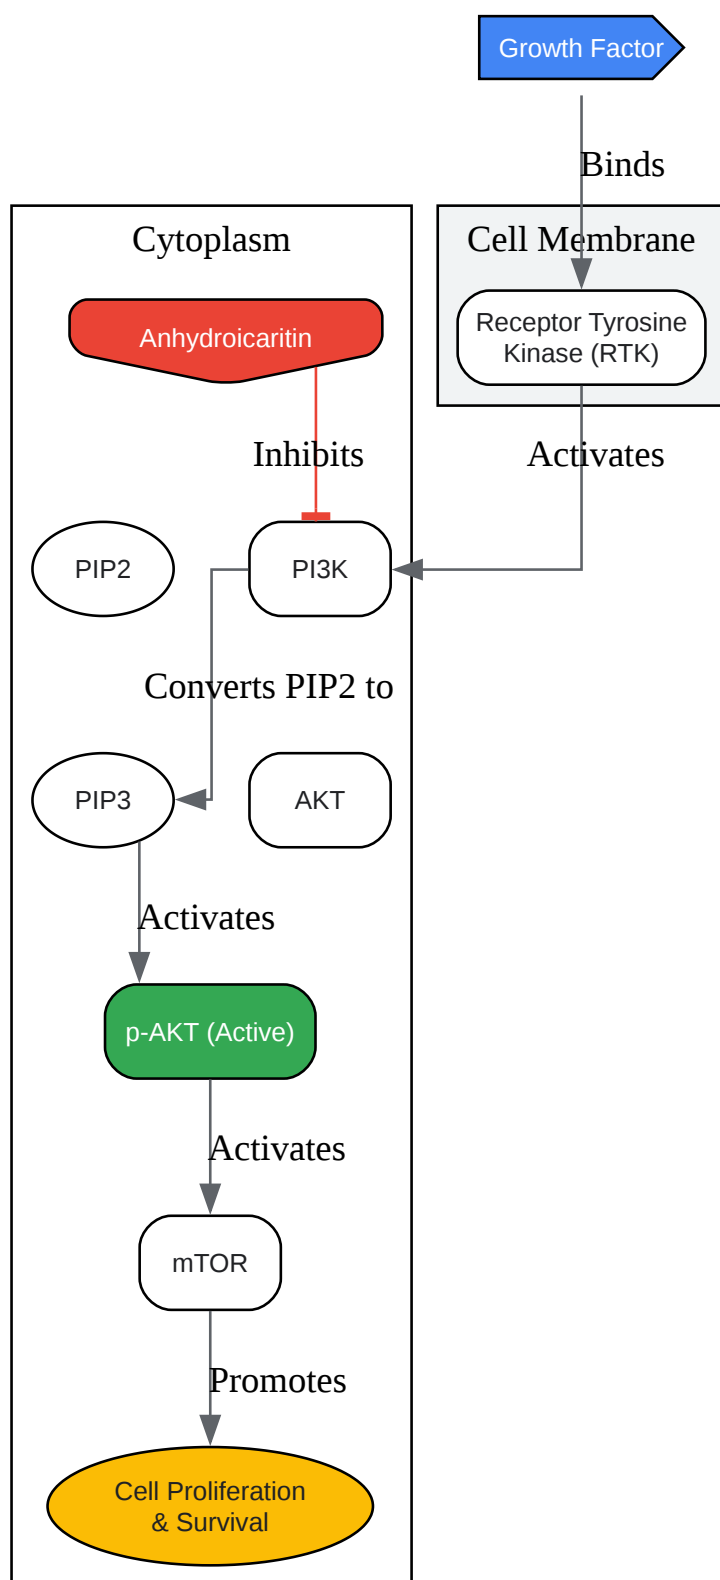 Growth Factor
Binds
Cytoplasm
Cell Membrane
Anhydroicaritin
Receptor Tyrosine
Kinase (RTK)
Inhibits
Activates
PIP2
PI3K
Converts PIP2 to
PIP3
AKT
Activates
p-AKT (Active)
Activates
mTOR
Promotes
Cell Proliferation
& Survival